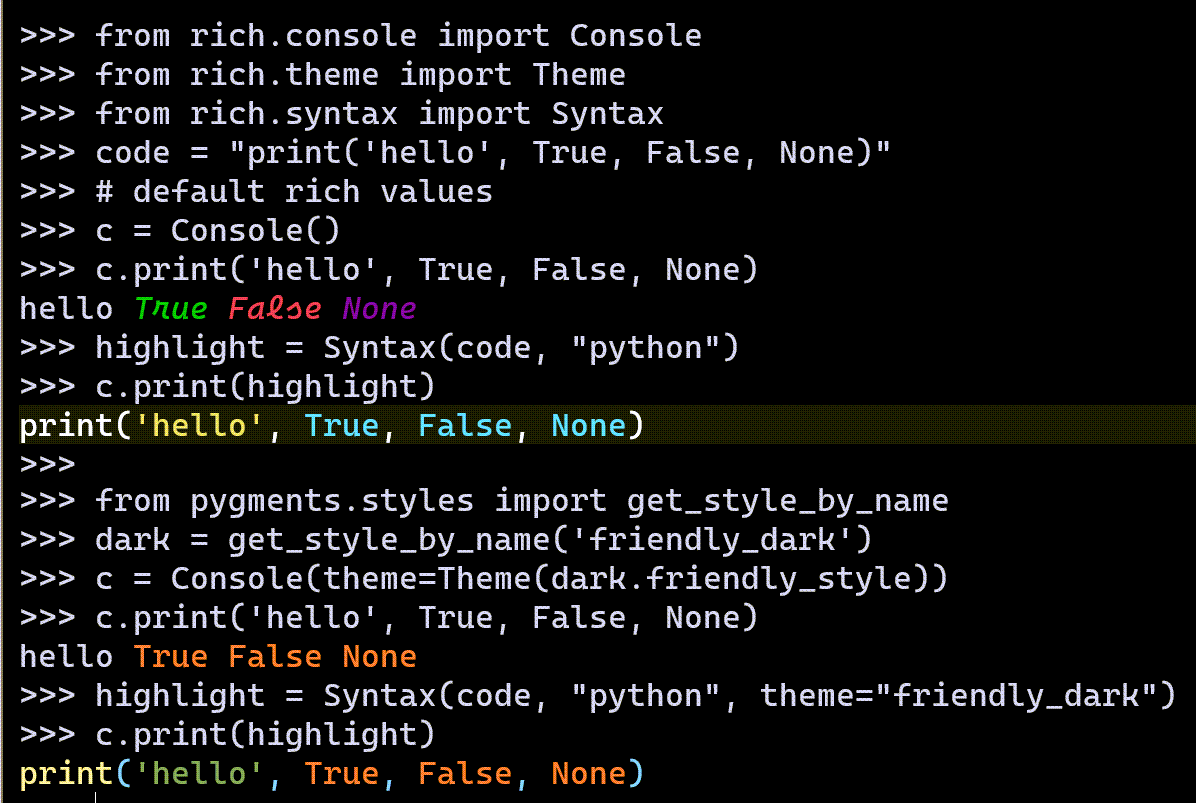 >>> from rich.console import Console
>>> from rich.theme import Theme
>>> from rich.syntax import Syntax
>>> code = "print('hello', True, False, None)"
>>> # default rich values
>>> c = Console()
>>> c.print('hello', True, False, None)
hello True False None
>>> highlight = Syntax(code, "python")
>>> c.print(highlight)
print('hello', True, False, None)
>>>
>>> from pygments.styles import get_style_by_name
>>> dark = get_style_by_name('friendly_dark')
>>> c = Console(theme=Theme(dark.friendly_style))
>>> c.print('hello', True, False, None)
hello True False None
>>> highlight = Syntax(code, "python", theme="friendly_dark")
>>> c.print(highlight)
print('hello', True, False, None)